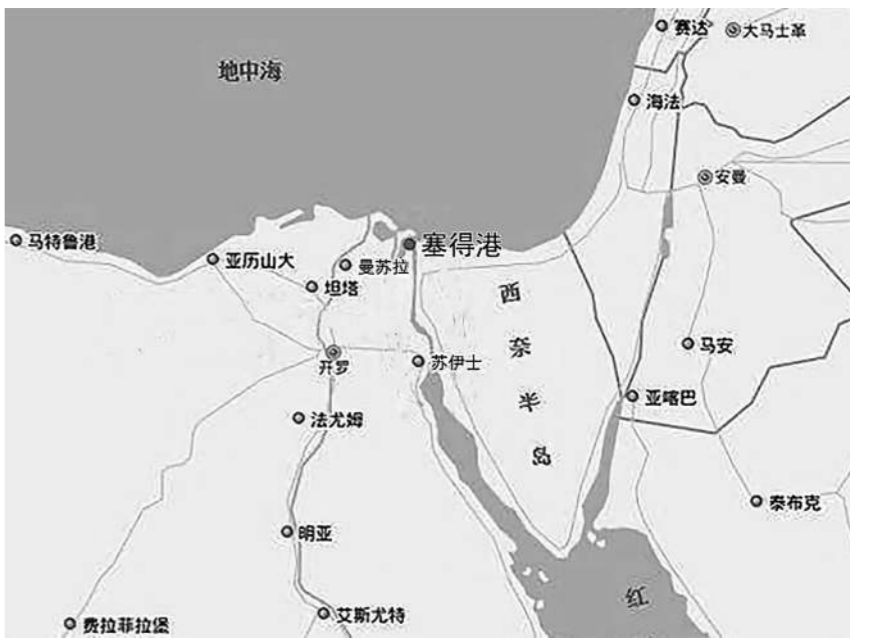 赛达
大马士革
地中海
海法
安曼
马特鲁港
塞得港
亚历山大
曼苏拉
坦塔
西
奈
半
岛
马安
开罗
苏伊士
亚喀巴
法尤姆
泰布克
明亚
红
艾斯尤特
费拉菲拉堡